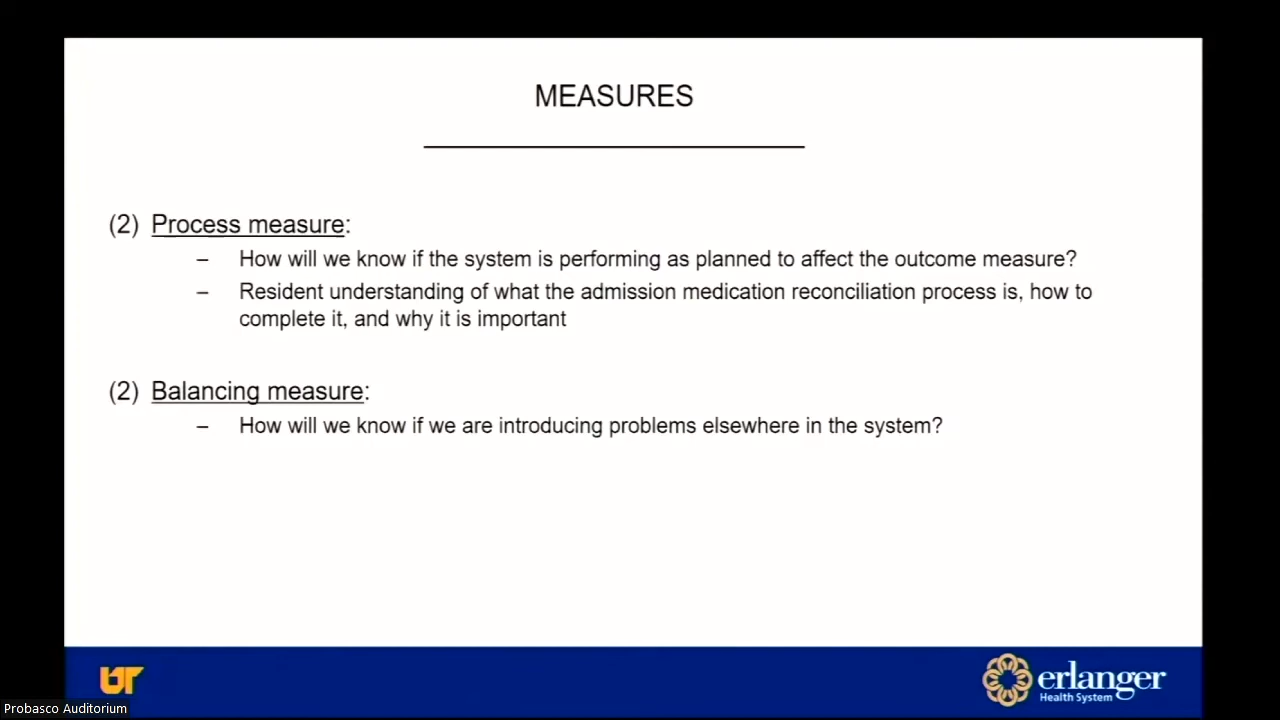 MEASURES
(2) Process measure:
– How will we know if the system is performing as planned to affect the outcome measure?
– Resident understanding of what the admission medication reconciliation process is, how to
complete it, and why it is important
(2) Balancing measure:
– How will we know if we are introducing problems elsewhere in the system?
UT
erlanger
Health System
Probasco Auditorium